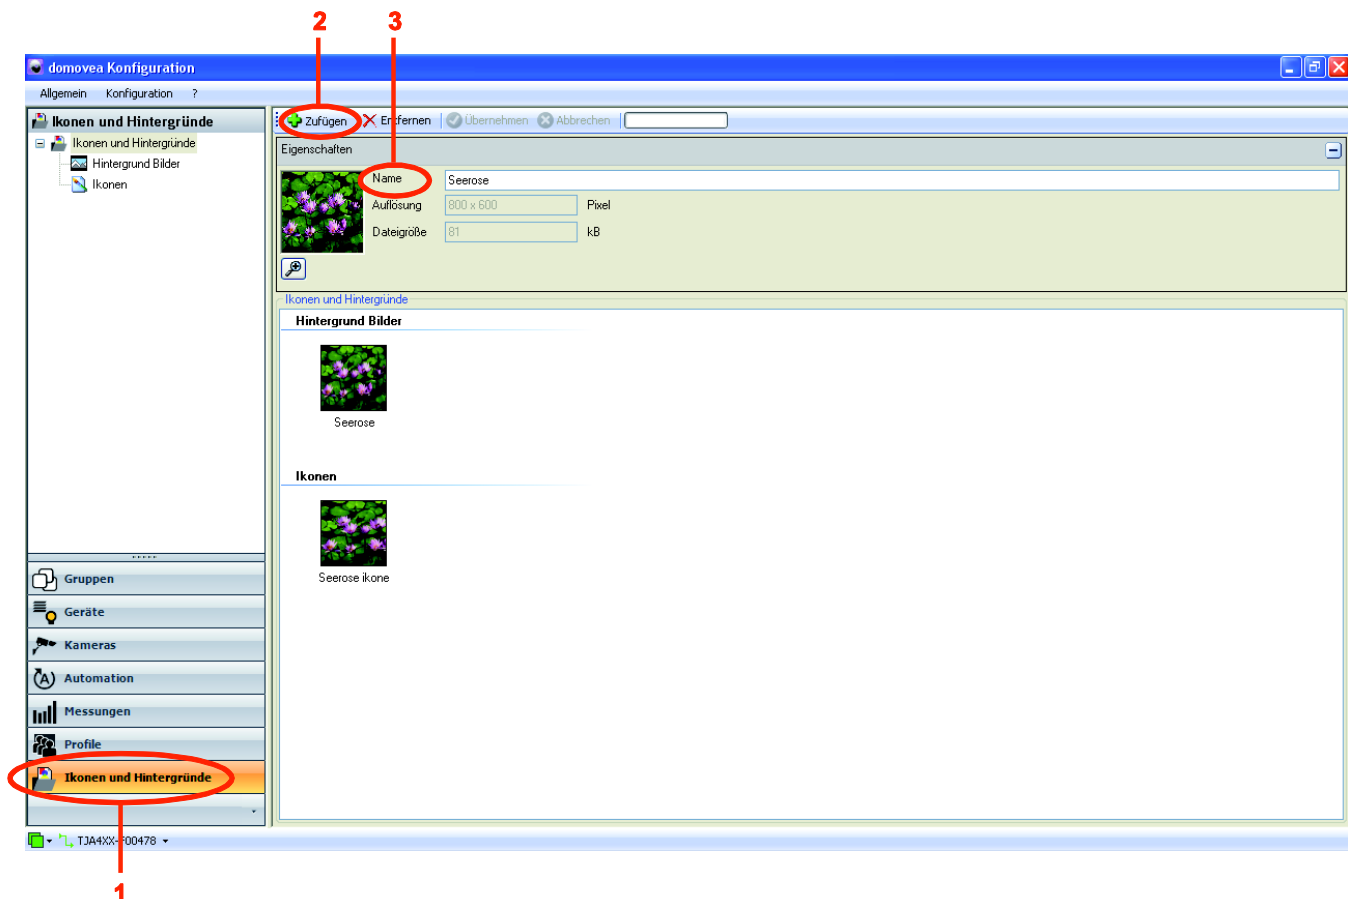 2 3
domovea Konfiguration
Allgemein Konfiguration ?
Ikonen und Hintergründe
Ikonen und Hintergründe
Hintergrund Bilder
Ikonen
Zufügen Entfernen Übernehmen Abbrechen
Eigenschaften
Name Seerose
Auflösung 800 x 600 Pixel
Dateigröße 81 kB
Ikonen und Hintergründe
Hintergrund Bilder
Seerose
Ikonen
Seerose ikone
Gruppen
Geräte
Kameras
Automation
Messungen
Profile
Ikonen und Hintergründe
TJA4XX-F00478
1